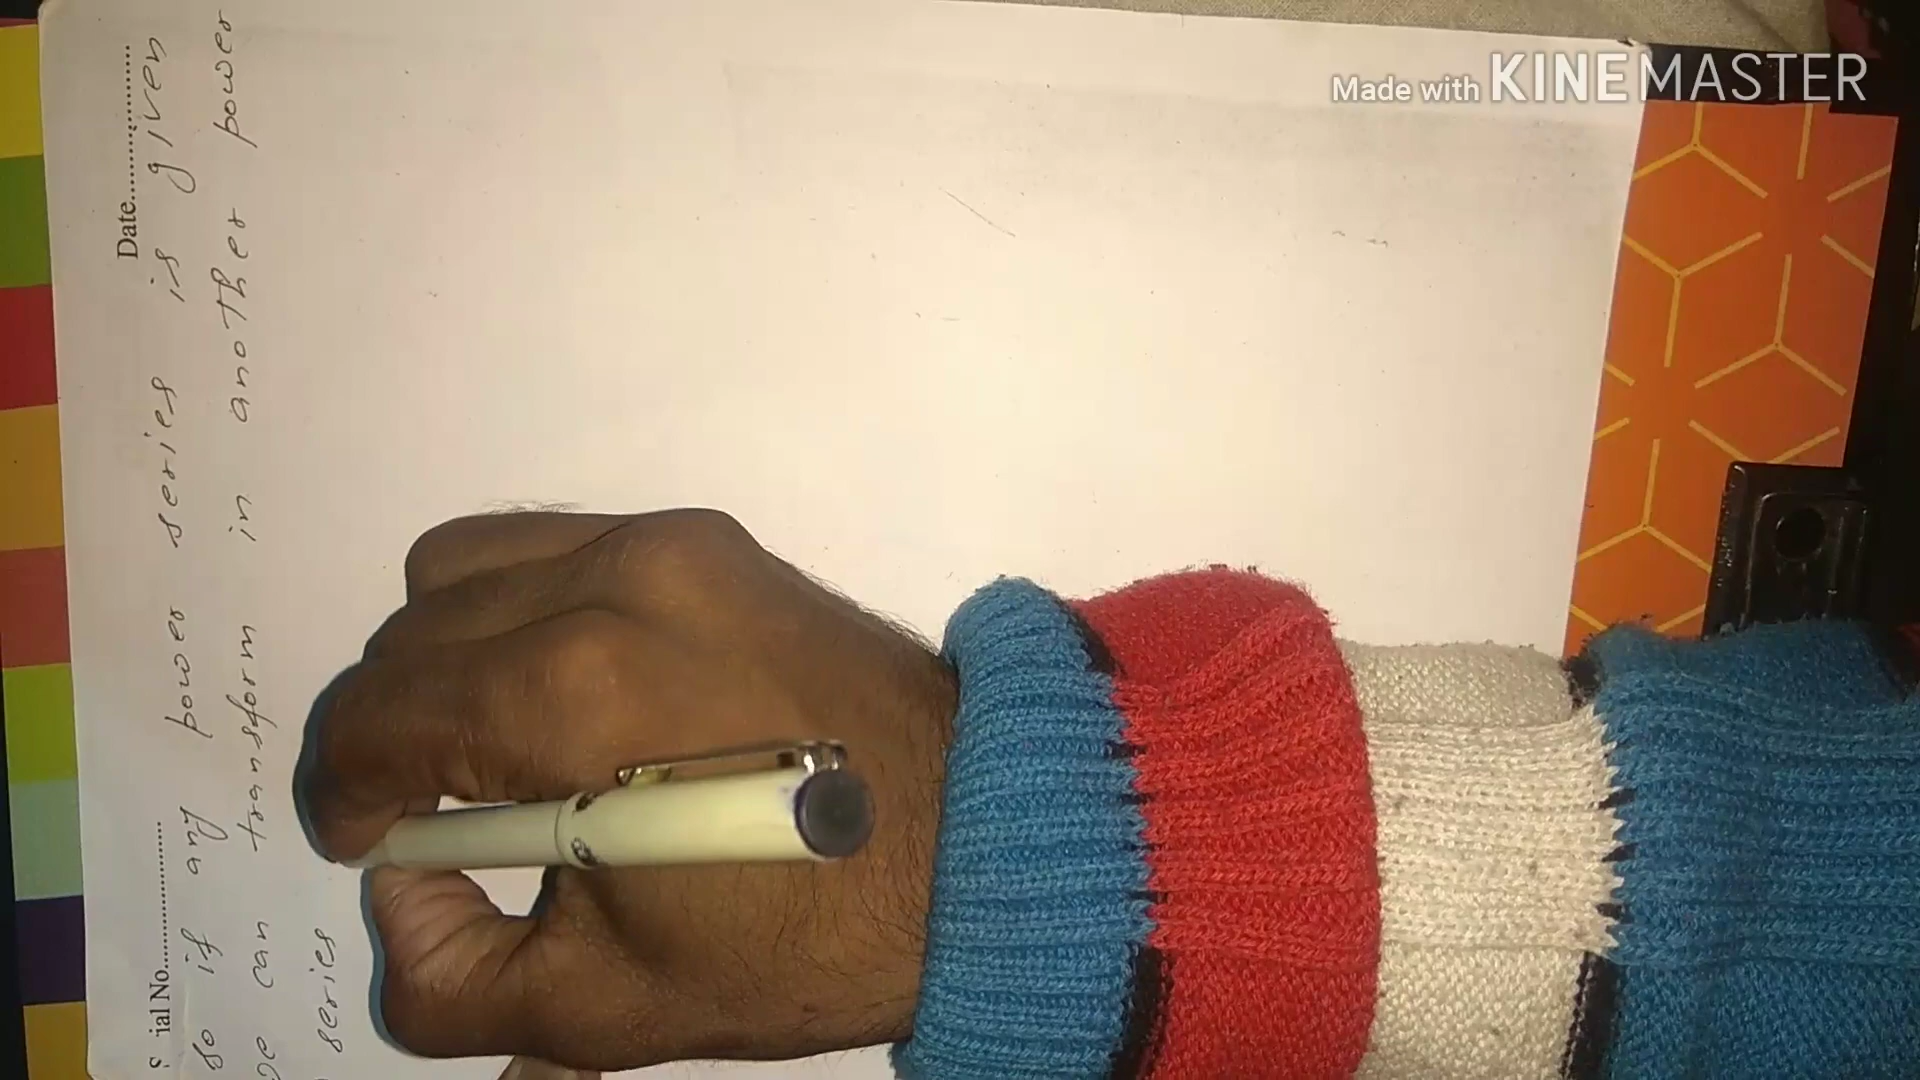 Made with KINEMASTER
Serial No........................ Date........................
So if any power series is given
we can transform in another power
series